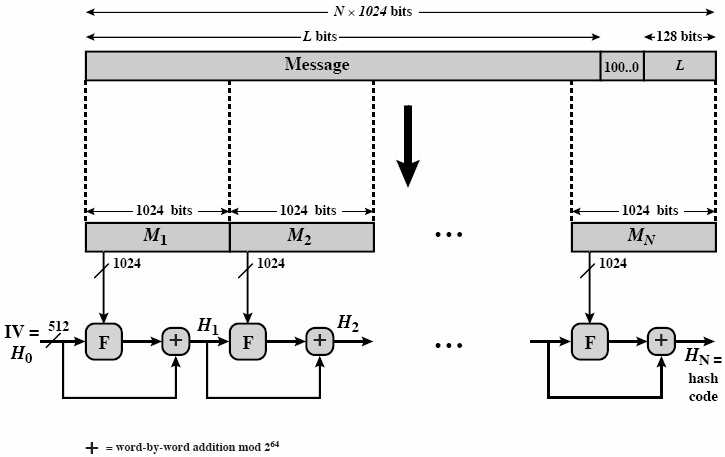 N × 1024 bits
L bits
128 bits
Message
100..0
L
1024 bits
1024 bits
1024 bits
M1
M2
• • •
MN
1024
1024
1024
IV =
H0
512
F
+
H1
F
+
H2
• • •
F
+
HN =
hash
code
+ = word-by-word addition mod 2^64